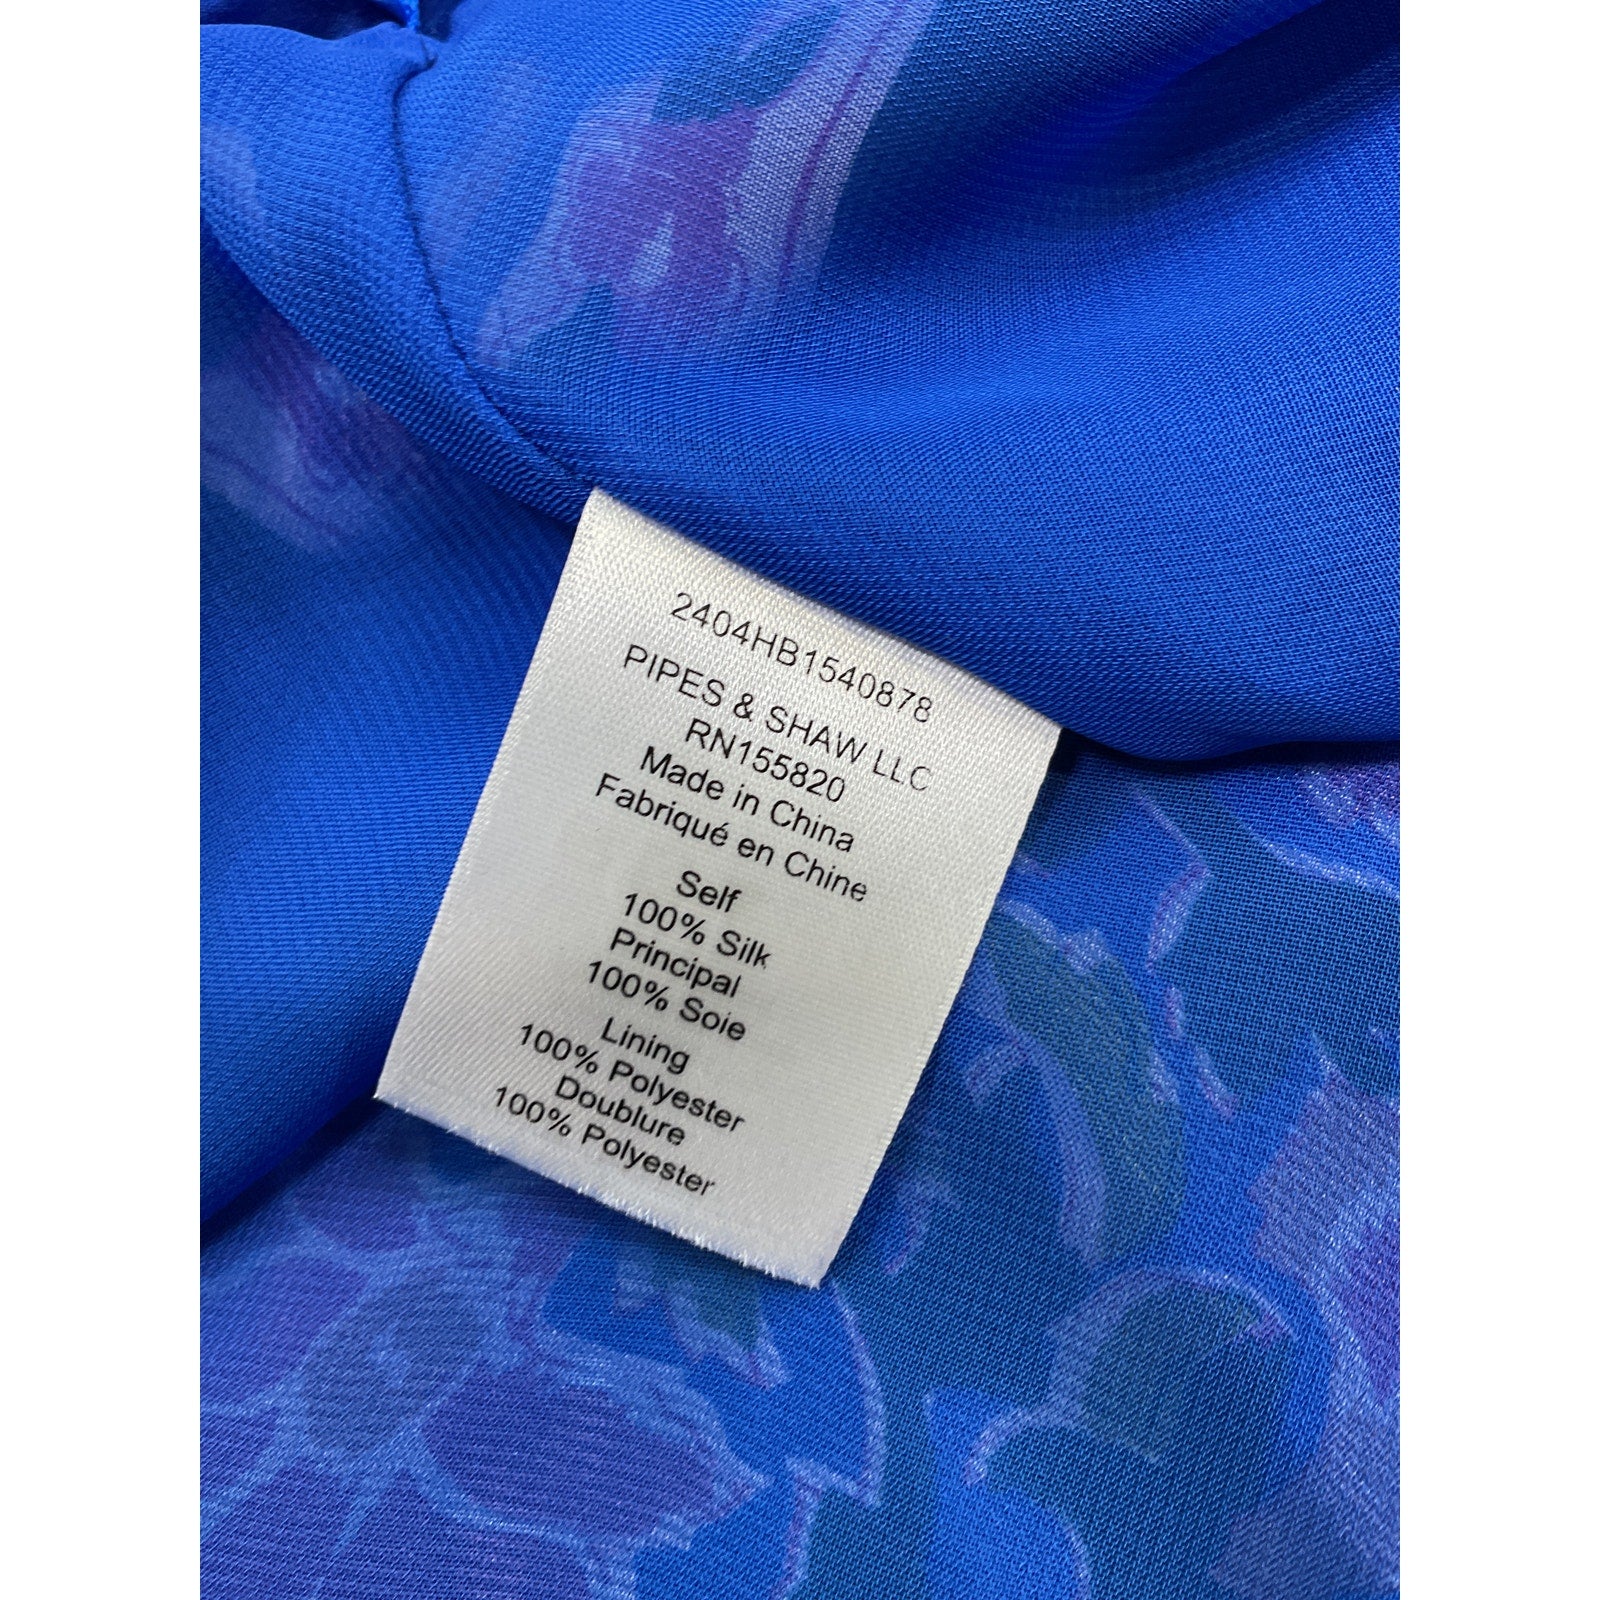 2404HB1540878
PIPES & SHAW LLC
RN155820
Made in China
Fabriqué en Chine
Self
100% Silk
Principal
100% Soie
Lining
100% Polyester
Doublure
100% Polyester